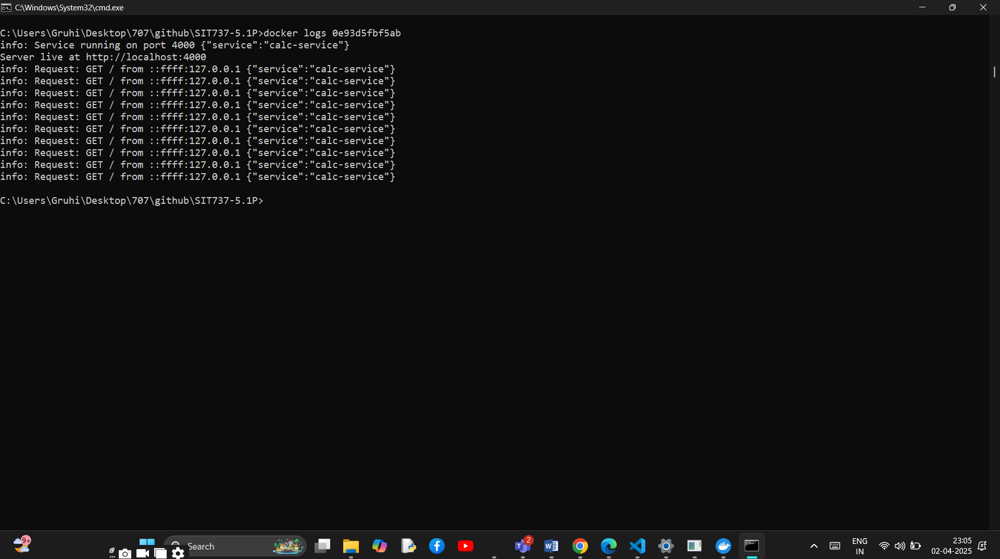 C:\Windows\System32\cmd.exe
C:\Users\Gruhi\Desktop\707\github\SIT737-5.1P>docker logs 0e93d5fbf5ab
info: Service running on port 4000 {"service":"calc-service"}
Server live at http://localhost:4000
info: Request: GET / from ::ffff:127.0.0.1 {"service":"calc-service"}
info: Request: GET / from ::ffff:127.0.0.1 {"service":"calc-service"}
info: Request: GET / from ::ffff:127.0.0.1 {"service":"calc-service"}
info: Request: GET / from ::ffff:127.0.0.1 {"service":"calc-service"}
info: Request: GET / from ::ffff:127.0.0.1 {"service":"calc-service"}
info: Request: GET / from ::ffff:127.0.0.1 {"service":"calc-service"}
info: Request: GET / from ::ffff:127.0.0.1 {"service":"calc-service"}
info: Request: GET / from ::ffff:127.0.0.1 {"service":"calc-service"}
info: Request: GET / from ::ffff:127.0.0.1 {"service":"calc-service"}
info: Request: GET / from ::ffff:127.0.0.1 {"service":"calc-service"}
C:\Users\Gruhi\Desktop\707\github\SIT737-5.1P>
9+
Search
2
ENG
IN
23:05
02-04-2025